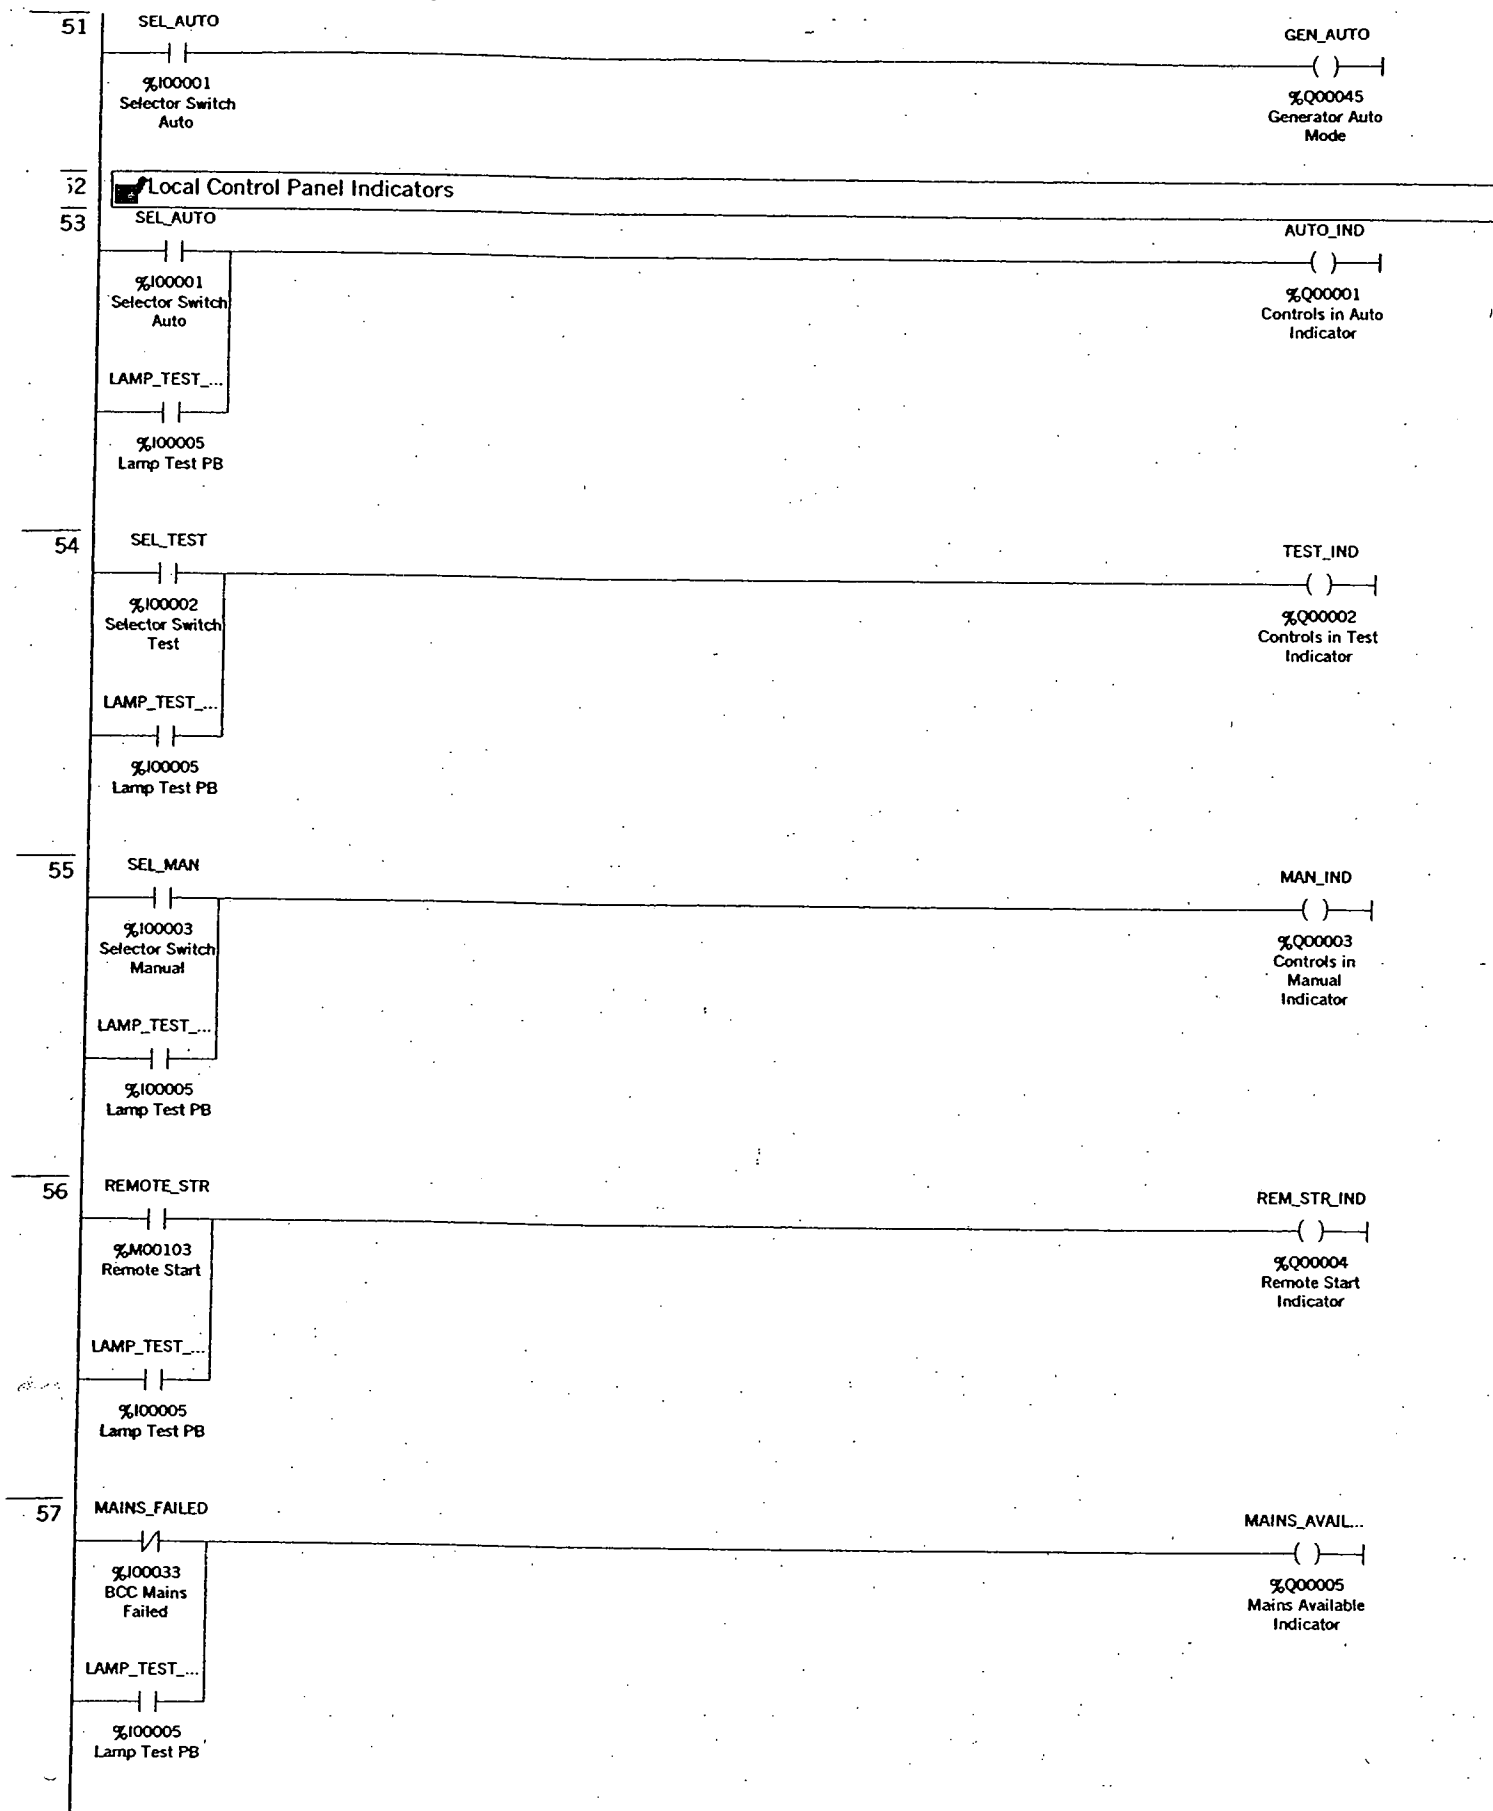 51
SEL_AUTO
GEN_AUTO
%I00001
Selector Switch
Auto
%Q00045
Generator Auto
Mode
52
Local Control Panel Indicators
53
SEL_AUTO
AUTO_IND
%I00001
Selector Switch
Auto
%Q00001
Controls in Auto
Indicator
LAMP_TEST_...
%I00005
Lamp Test PB
54
SEL_TEST
TEST_IND
%I00002
Selector Switch
Test
%Q00002
Controls in Test
Indicator
LAMP_TEST_...
%I00005
Lamp Test PB
55
SEL_MAN
MAN_IND
%I00003
Selector Switch
Manual
%Q00003
Controls in
Manual
Indicator
LAMP_TEST_...
%I00005
Lamp Test PB
56
REMOTE_STR
REM_STR_IND
%M00103
Remote Start
%Q00004
Remote Start
Indicator
LAMP_TEST_...
%I00005
Lamp Test PB
57
MAINS_FAILED
MAINS_AVAIL...
%I00033
BCC Mains
Failed
%Q00005
Mains Available
Indicator
LAMP_TEST_...
%I00005
Lamp Test PB